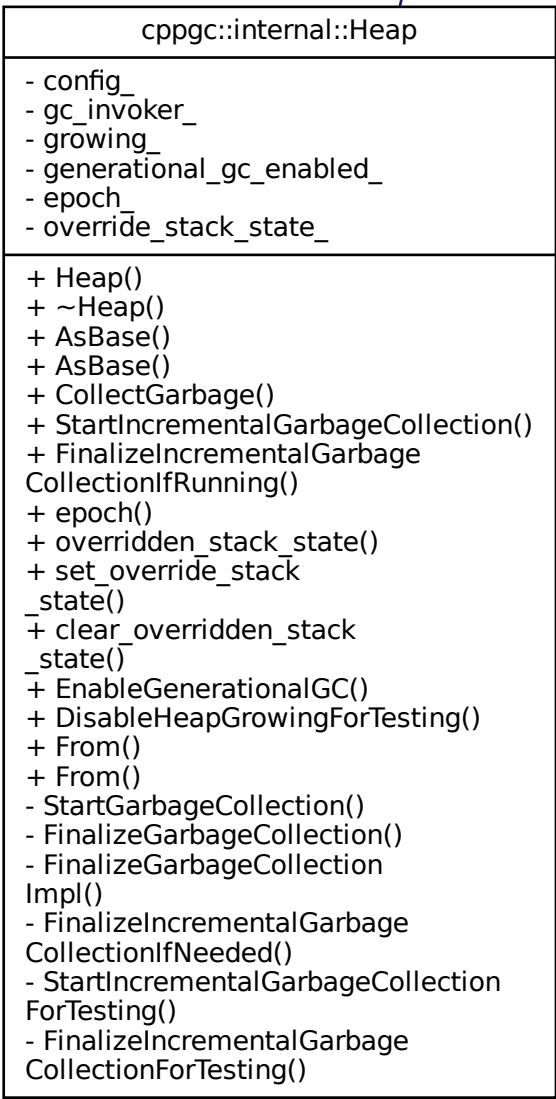 cppgc::internal::Heap
- config_
- gc_invoker_
- growing_
- generational_gc_enabled_
- epoch_
- override_stack_state_
+ Heap()
+ ~Heap()
+ AsBase()
+ AsBase()
+ CollectGarbage()
+ StartIncrementalGarbageCollection()
+ FinalizeIncrementalGarbage
CollectionIfRunning()
+ epoch()
+ overridden_stack_state()
+ set_override_stack
_state()
+ clear_overridden_stack
_state()
+ EnableGenerationalGC()
+ DisableHeapGrowingForTesting()
+ From()
+ From()
- StartGarbageCollection()
- FinalizeGarbageCollection()
- FinalizeGarbageCollection
Impl()
- FinalizeIncrementalGarbage
CollectionIfNeeded()
- StartIncrementalGarbageCollection
ForTesting()
- FinalizeIncrementalGarbage
CollectionForTesting()